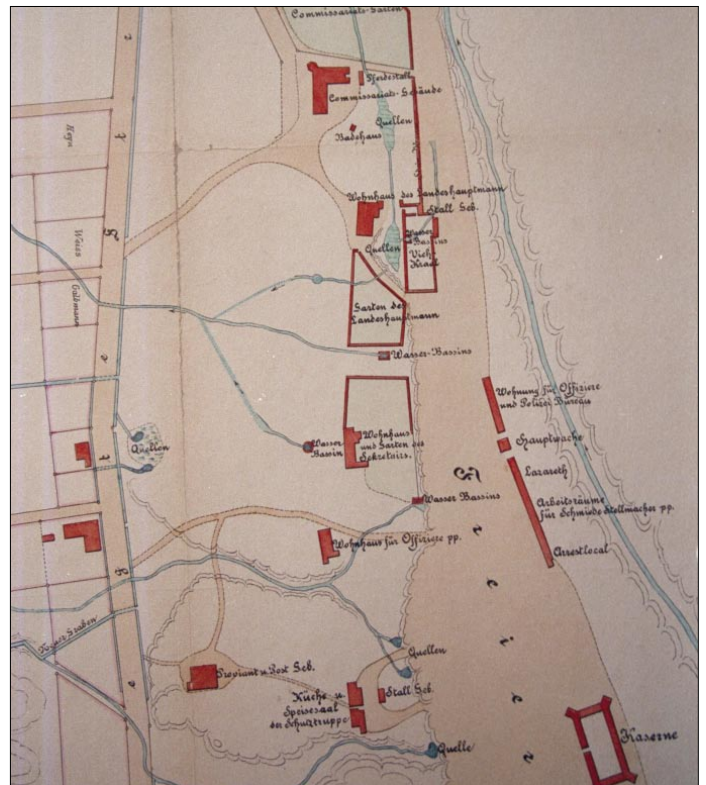 Commissariats-Garten
Pferdestall
Commissariats-Gebäude
Quellen
Badehaus
Heyn
Wohnhaus des Landeshauptmann
Stall Geb.
Wasser
Bassins
Quellen
Vieh-
Kraal
Weiss
Guldmann
Garten des
Landeshauptmann
Wasser-Bassins
Wohnung für Offiziere
und Polizei Büreau
Wohnhaus
und Garten des
Sekretairs.
Wasser
Bassin
Hauptwache
Quellen
Lazareth
Wasser Bassins
Arbeitsräume
für Schmiede Stellmacher pp.
Wohnhaus für Offiziere pp.
Arrestlocal
Quellen
Proviant u. Post Geb.
Küche u.
Speisesaal
der Schutztruppe
Stall Geb.
Kaserne
Quelle